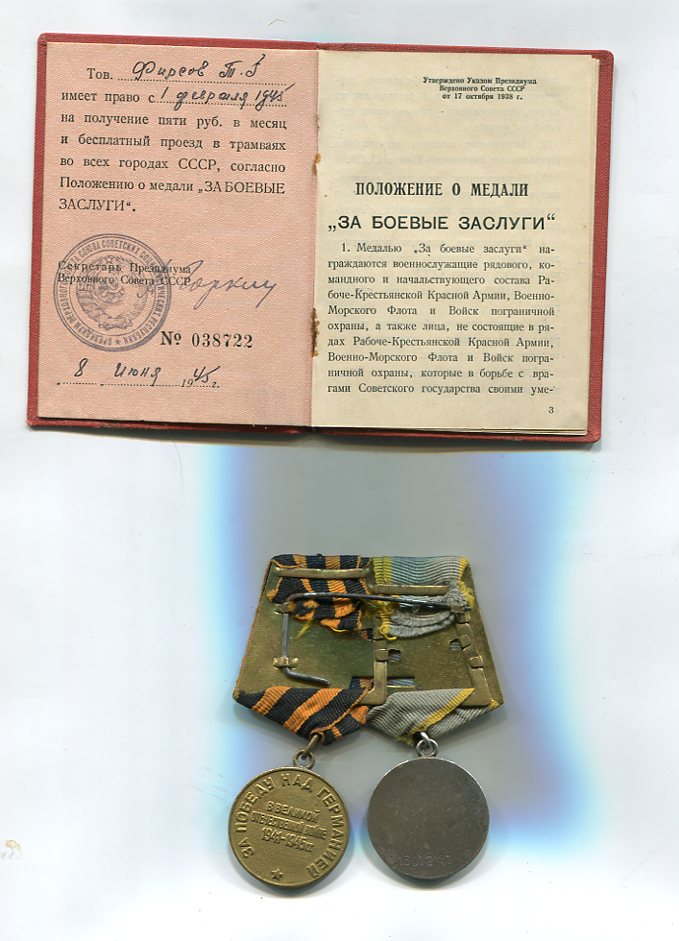 Тов. Фирсов Т.Г
имеет право с 1 февраля 1945
на получение пяти руб. в месяц
и бесплатный проезд в трамваях
во всех городах СССР, согласно
Положению о медали „ЗА БОЕВЫЕ
ЗАСЛУГИ“.
Секретарь Президиума
Верховного Совета СССР
№ 038722
8 Июня 1945 г.
Утверждено Указом Президиума
Верховного Совета СССР
от 17 октября 1938 г.
ПОЛОЖЕНИЕ О МЕДАЛИ
„ЗА БОЕВЫЕ ЗАСЛУГИ“
1. Медалью „За боевые заслуги“ на-
граждаются военнослужащие рядового, ко-
мандного и начальствующего состава Ра-
боче-Крестьянской Красной Армии, Военно-
Морского Флота и Войск пограничной
охраны, а также лица, не состоящие в ря-
дах Рабоче-Крестьянской Красной Армии,
Военно-Морского Флота и Войск погра-
ничной охраны, которые в борьбе с вра-
гами Советского государства своими уме-
3
ЗА ПОБЕДУ НАД ГЕРМАНИЕЙ
В ВЕЛИКОЙ
ОТЕЧЕСТВЕННОЙ ВОЙНЕ
1941-1945 гг